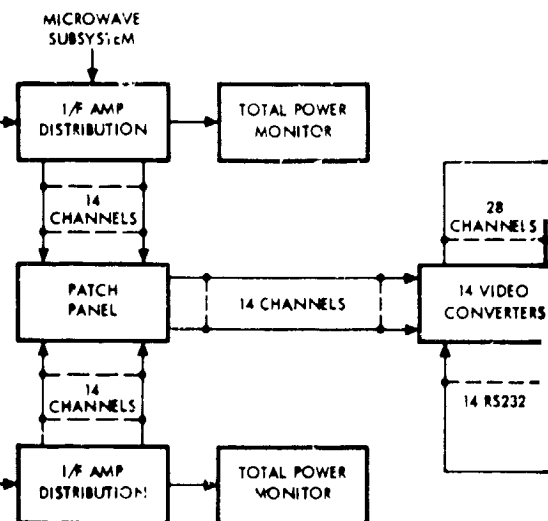 MICROWAVE
SUBSYSTEM
I/F AMP
DISTRIBUTION
TOTAL POWER
MONITOR
14
CHANNELS
28
CHANNELS
PATCH
PANEL
14 CHANNELS
14 VIDEO
CONVERTERS
14
CHANNELS
14 RS232
I/F AMP
DISTRIBUTION
TOTAL POWER
MONITOR